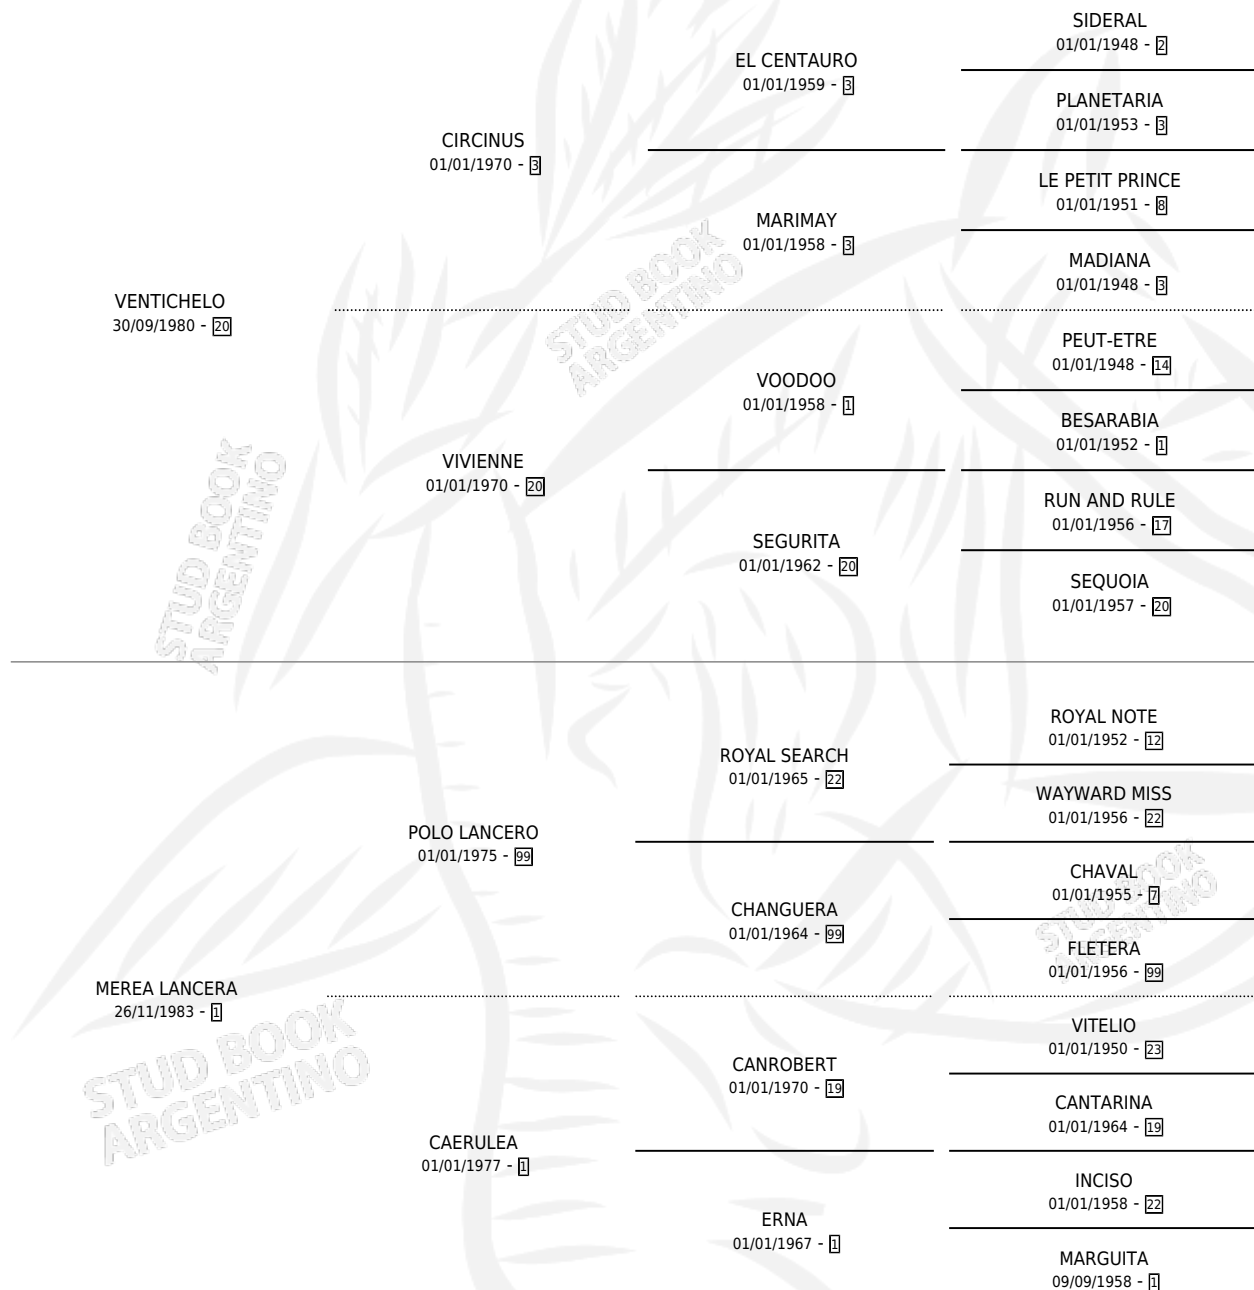 SIDERAL
01/01/1948 - 2
EL CENTAURO
01/01/1959 - 3
PLANETARIA
01/01/1953 - 3
CIRCINUS
01/01/1970 - 3
LE PETIT PRINCE
01/01/1951 - 8
MARIMAY
01/01/1958 - 3
MADIANA
01/01/1948 - 3
VENTICHELO
30/09/1980 - 20
PEUT-ETRE
01/01/1948 - 14
VOODOO
01/01/1958 - 1
BESARABIA
01/01/1952 - 1
VIVIENNE
01/01/1970 - 20
RUN AND RULE
01/01/1956 - 17
SEGURITA
01/01/1962 - 20
SEQUOIA
01/01/1957 - 20
ROYAL NOTE
01/01/1952 - 12
ROYAL SEARCH
01/01/1965 - 22
WAYWARD MISS
01/01/1956 - 22
POLO LANCERO
01/01/1975 - 99
CHAVAL
01/01/1955 - 7
CHANGUERA
01/01/1964 - 99
FLETERA
01/01/1956 - 99
MEREA LANCERA
26/11/1983 - 1
VITELIO
01/01/1950 - 23
CANROBERT
01/01/1970 - 19
CANTARINA
01/01/1964 - 19
CAERULEA
01/01/1977 - 1
INCISO
01/01/1958 - 22
ERNA
01/01/1967 - 1
MARGUITA
09/09/1958 - 1
STUD BOOK
ARGENTINO
STUD BOOK
ARGENTINO
STUD BOOK
ARGENTINO
STUD BOOK
ARGENTINO